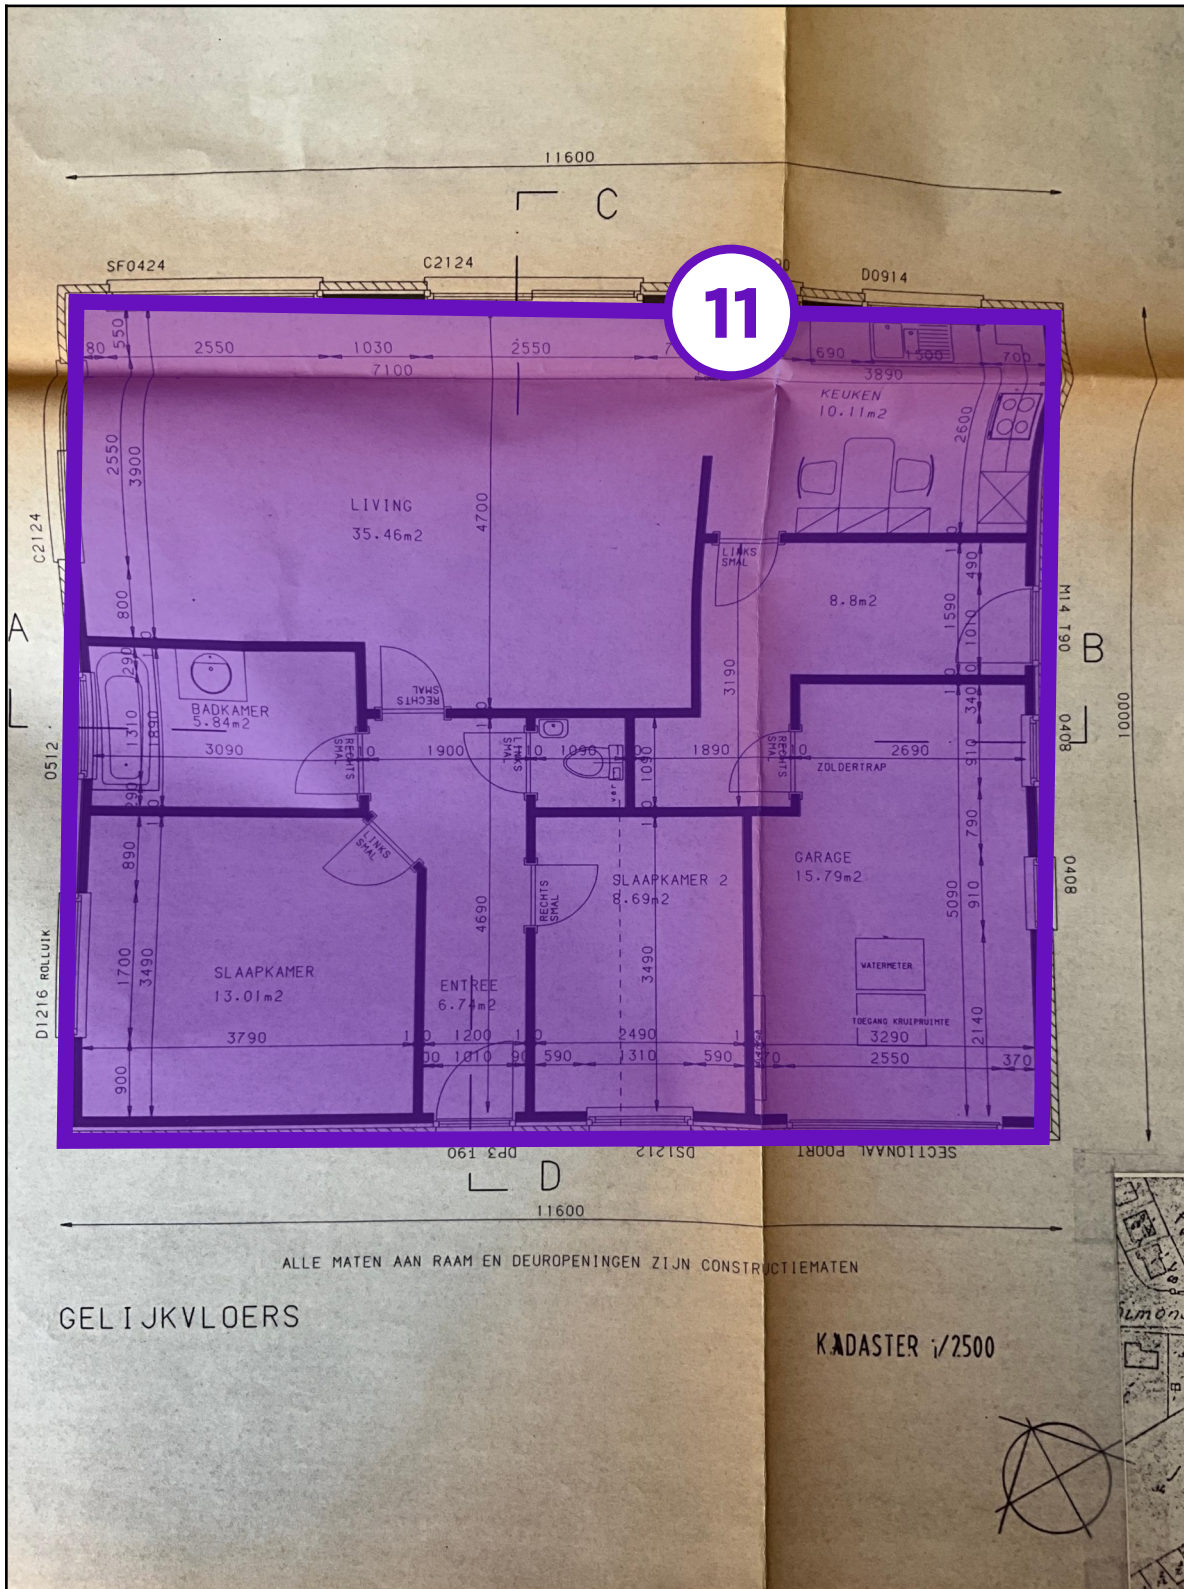 11600
C
SF0424
C2124
D0914
11
550
80
2550
1030
2550
690
1500
700
7100
3890
KEUKEN
10.11m2
2600
2550
3900
C2124
LIVING
35.46m2
4700
LINKS
SMAL
490
8.8m2
1590
1010
M14 T90
A
B
800
290
3190
340
RECHTS
SMAL
BADKAMER
5.84m2
1310
1890
3090
RECHTS
SMAL
1900
LINKS
SMAL
1090
1090
1890
RECHTS
SMAL
2690
ZOLDERTRAP
910
0408
10000
0512
290
890
LINKS
SMAL
790
GARAGE
15.79m2
SLAAPKAMER 2
8.69m2
RECHTS
SMAL
4690
5090
910
0408
D1216 ROLLUIK
1700
3490
SLAAPKAMER
13.01m2
ENTREE
6.74m2
3490
WATERMETER
TOEGANG KRUIPRUIMTE
2140
3790
1200
2490
3290
900
1010
90
590
1310
590
2550
370
DP3 T90
DS1212
SECTIONAAL POORT
D
11600
ALLE MATEN AAN RAAM EN DEUROPENINGEN ZIJN CONSTRUCTIEMATEN
GELIJKVLOERS
KADASTER 1/2500